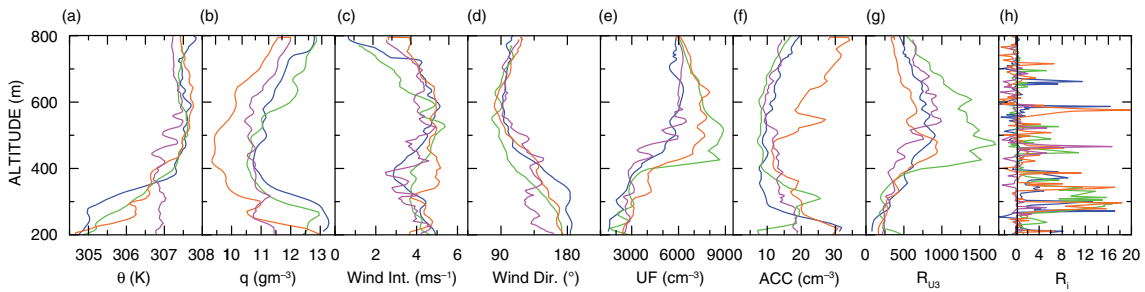 (a) (b) (c) (d) (e) (f) (g) (h)
800
600
400
200
ALTITUDE (m)
305 306 307 308 10 11 12 13 0 2 4 6 90 180 3000 6000 9000 10 20 30 0 500 1000 1500 -4 0 4 8 12 16 20
θ (K) q (gm⁻³) Wind Int. (ms⁻¹) Wind Dir. (°) UF (cm⁻³) ACC (cm⁻³) R_U3 R_i